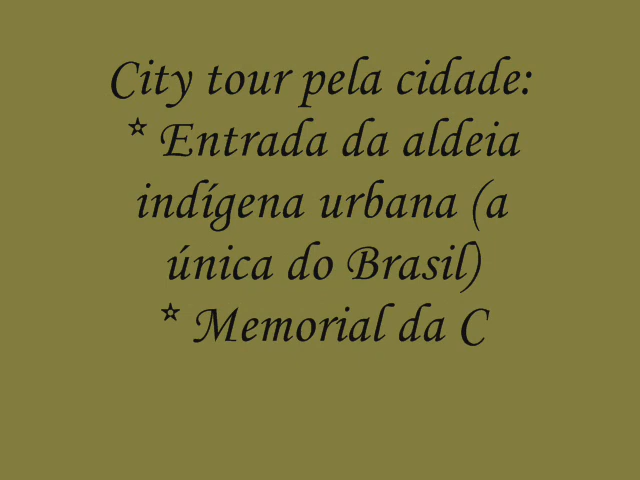 City tour pela cidade:
* Entrada da aldeia
indígena urbana (a
única do Brasil)
* Memorial da C